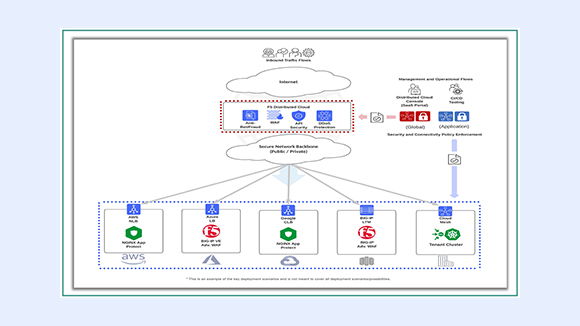 Inbound Traffic Flows
Internet
Management and Operational Flows
Distributed Cloud
Console
(SaaS Portal)
CI/CD
Tooling
F5 Distributed Cloud
Anti
Bot/Fraud
WAF
API
Security
DDoS
Protection
(Global)
(Application)
Security and Connectivity Policy Enforcement
Secure Network Backbone
(Public / Private)
AWS
NLB
NGINX App
Protect
aws
Azure
LB
BIG-IP VE
Adv. WAF
Google
CLB
NGINX App
Protect
BIG-IP
LTM
BIG-IP
Adv. WAF
Cloud
Mesh
Tenant Cluster
* This is an example of the key deployment scenarios and is not meant to cover all deployment scenarios/possibilities.